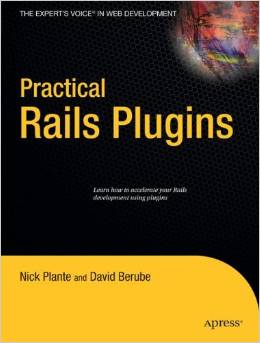 THE EXPERT'S VOICE® IN WEB DEVELOPMENT
Practical
Rails Plugins
Learn how to accelerate your Rails
development using plugins
Nick Plante and David Berube
Apress®